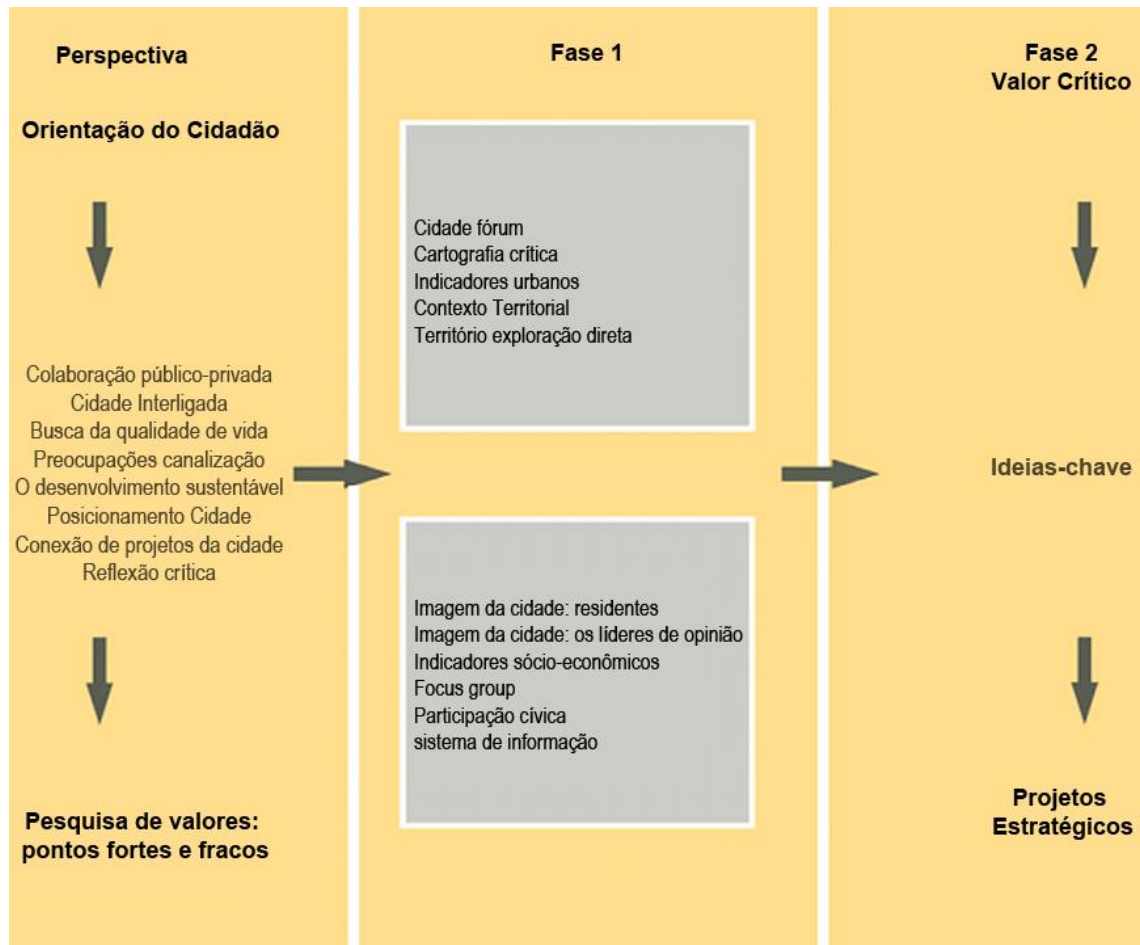 Perspectiva
Orientação do Cidadão
Colaboração público-privada
Cidade Interligada
Busca da qualidade de vida
Preocupações canalização
O desenvolvimento sustentável
Posicionamento Cidade
Conexão de projetos da cidade
Reflexão crítica
Pesquisa de valores:
pontos fortes e fracos
Fase 1
Cidade fórum
Cartografia crítica
Indicadores urbanos
Contexto Territorial
Território exploração direta
Imagem da cidade: residentes
Imagem da cidade: os líderes de opinião
Indicadores sócio-econômicos
Focus group
Participação cívica
sistema de informação
Fase 2
Valor Crítico
Ideias-chave
Projetos
Estratégicos